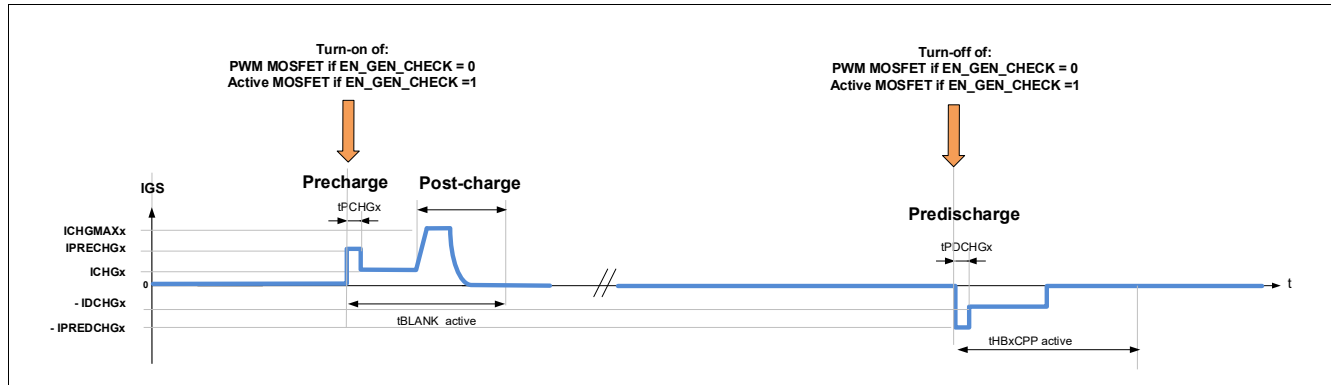 Turn-on of:
PWM MOSFET if EN_GEN_CHECK = 0
Active MOSFET if EN_GEN_CHECK =1
Turn-off of:
PWM MOSFET if EN_GEN_CHECK = 0
Active MOSFET if EN_GEN_CHECK =1
Precharge
Post-charge
IGS
tPCHGx
Predischarge
ICHGMAXx
IPRECHGx
tPDCHGx
ICHGx
0
t
- IDCHGx
- IPREDCHGx
tBLANK active
tHBxCPP active